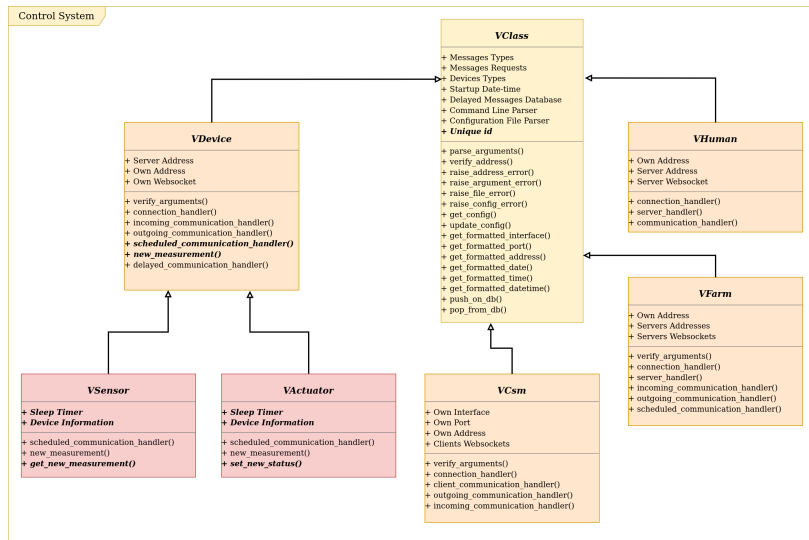 Control System
VClass
+ Messages Types
+ Messages Requests
+ Devices Types
+ Startup Date-time
+ Delayed Messages Database
+ Command Line Parser
+ Configuration File Parser
+ Unique id
+ parse_arguments()
+ verify_address()
+ raise_address_error()
+ raise_argument_error()
+ raise_file_error()
+ raise_config_error()
+ get_config()
+ update_config()
+ get_formatted_interface()
+ get_formatted_port()
+ get_formatted_address()
+ get_formatted_date()
+ get_formatted_time()
+ get_formatted_datetime()
+ push_on_db()
+ pop_from_db()
VDevice
+ Server Address
+ Own Address
+ Own Websocket
+ verify_arguments()
+ connection_handler()
+ incoming_communication_handler()
+ outgoing_communication_handler()
+ scheduled_communication_handler()
+ new_measurement()
+ delayed_communication_handler()
VHuman
+ Own Address
+ Server Address
+ Server Websocket
+ connection_handler()
+ server_handler()
+ communication_handler()
VFarm
+ Own Address
+ Servers Addresses
+ Servers Websockets
+ verify_arguments()
+ connection_handler()
+ server_handler()
+ incoming_communication_handler()
+ outgoing_communication_handler()
+ scheduled_communication_handler()
VSensor
+ Sleep Timer
+ Device Information
+ scheduled_communication_handler()
+ new_measurement()
+ get_new_measurement()
VActuator
+ Sleep Timer
+ Device Information
+ scheduled_communication_handler()
+ new_measurement()
+ set_new_status()
VCsm
+ Own Interface
+ Own Port
+ Own Address
+ Clients Websockets
+ verify_arguments()
+ connection_handler()
+ client_communication_handler()
+ outgoing_communication_handler()
+ incoming_communication_handler()